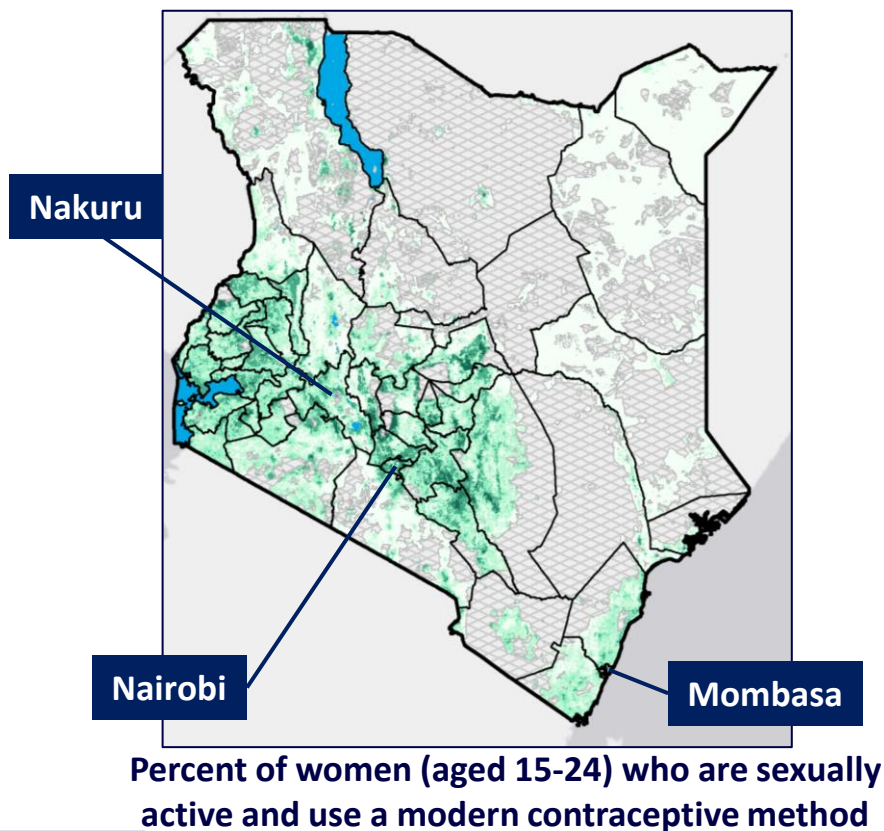 Nakuru
Nairobi
Mombasa
Percent of women (aged 15-24) who are sexually
active and use a modern contraceptive method